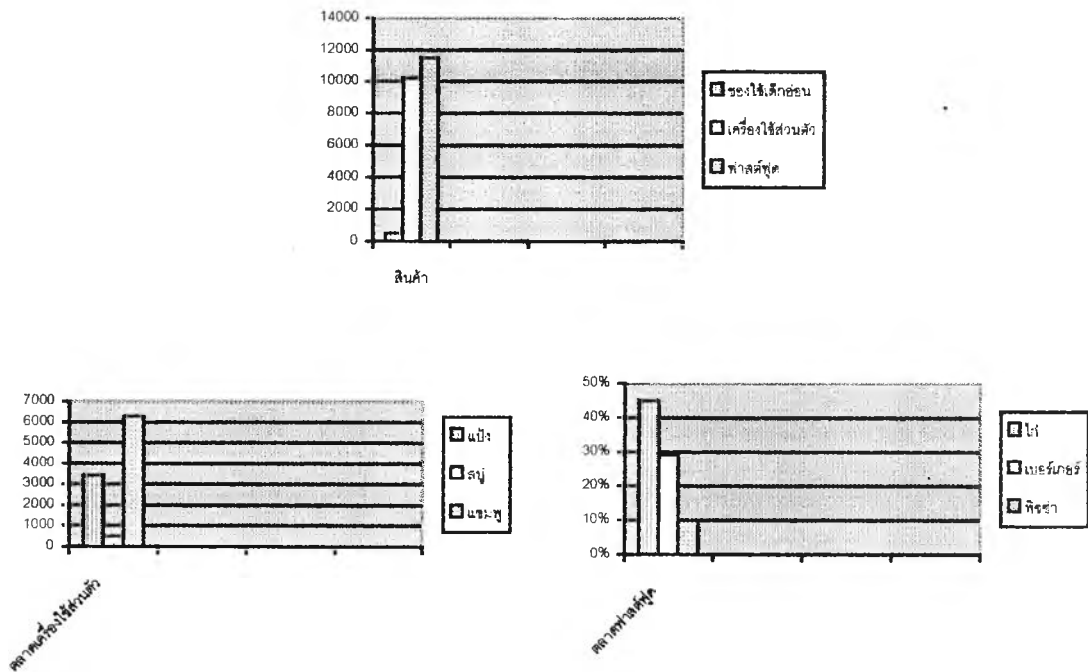 14000
12000
10000
8000
6000
4000
2000
0
สินค้า
ของใช้เด็กอ่อน
เครื่องใช้ส่วนตัว
ฟาสต์ฟูด
7000
6000
5000
4000
3000
2000
1000
0
ตลาดเครื่องใช้ส่วนตัว
แป้ง
สบู่
แชมพู
50%
40%
30%
20%
10%
0%
ตลาดฟาสต์ฟูด
ไก่
เบอร์เกอร์
พิซซ่า